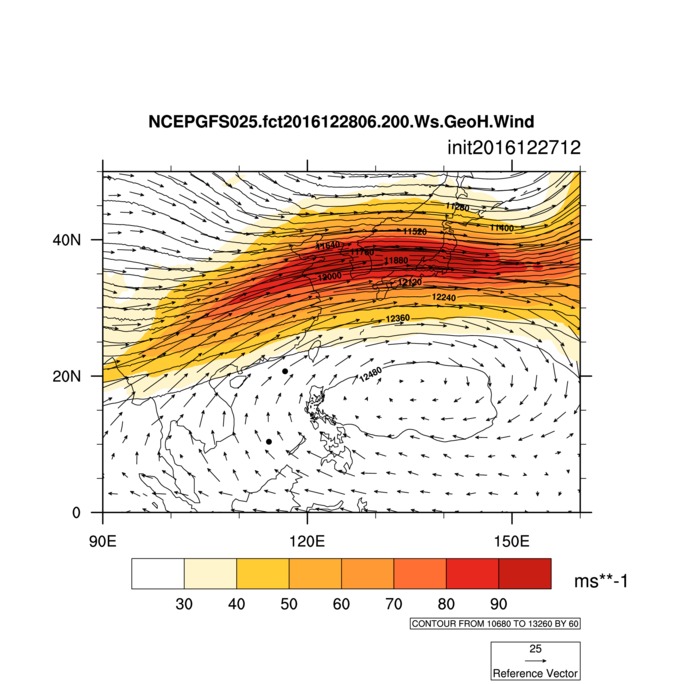 NCEPGFS025.fct2016122806.200.Ws.GeoH.Wind
init2016122712
11280
11400
40N
11520
11640
11760
11880
12000
12120
12240
12360
20N
12480
0
90E 120E 150E
ms**-1
30 40 50 60 70 80 90
CONTOUR FROM 10680 TO 13260 BY 60
25
Reference Vector